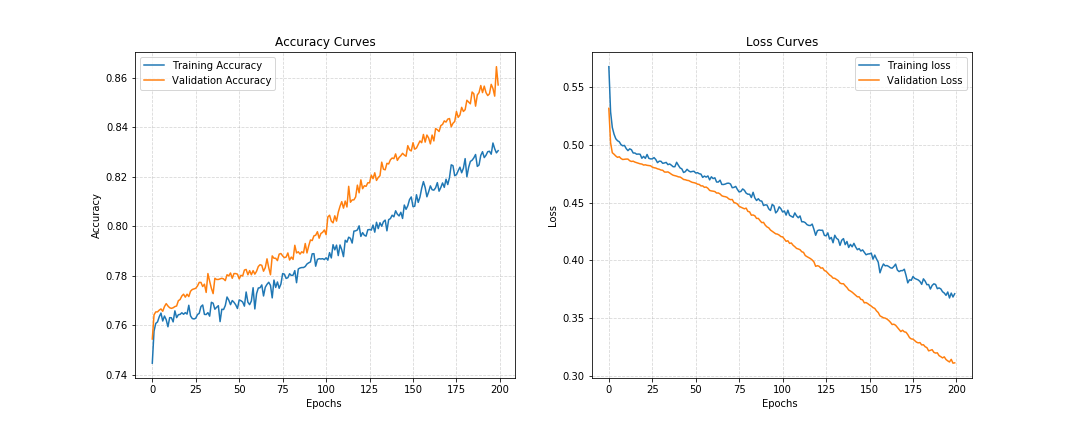 Accuracy Curves
Training Accuracy
Validation Accuracy
Accuracy
0.86
0.84
0.82
0.80
0.78
0.76
0.74
0 25 50 75 100 125 150 175 200
Epochs
Loss Curves
Training loss
Validation Loss
Loss
0.55
0.50
0.45
0.40
0.35
0.30
0 25 50 75 100 125 150 175 200
Epochs